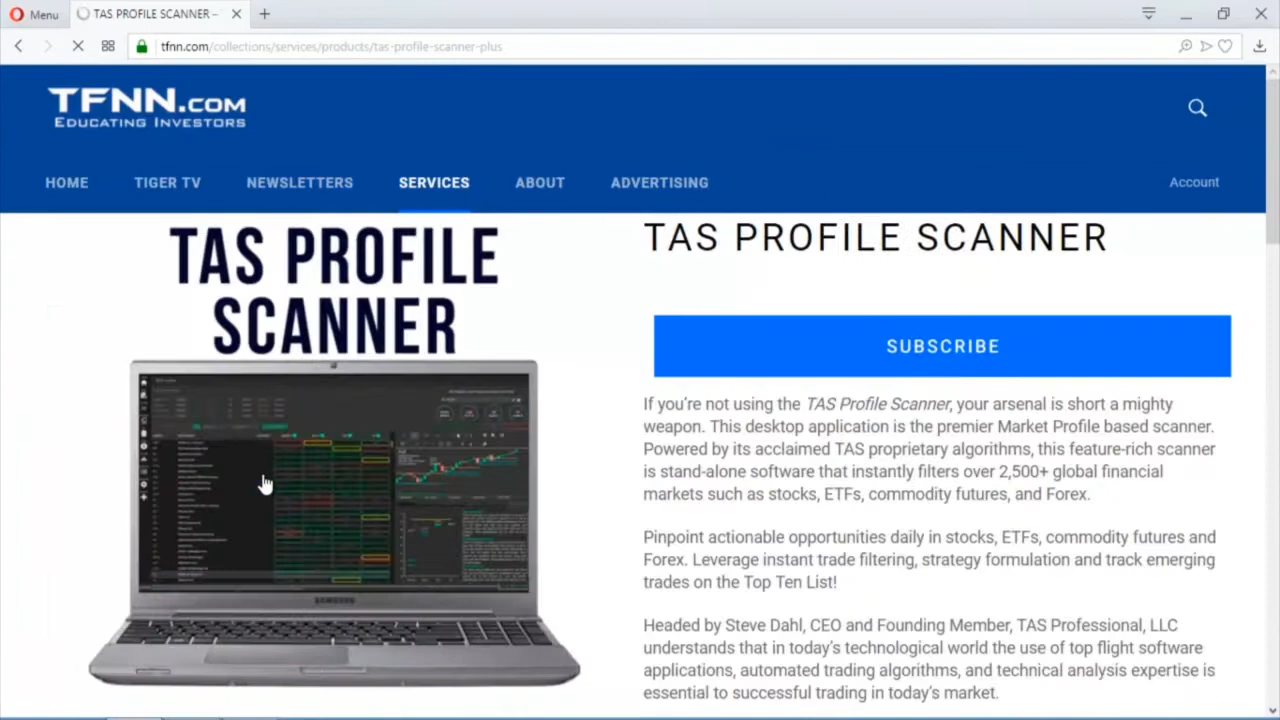 Menu
TAS PROFILE SCANNER –
tfnn.com/collections/services/products/tas-profile-scanner-plus
TFNN.COM
EDUCATING INVESTORS
HOME
TIGER TV
NEWSLETTERS
SERVICES
ABOUT
ADVERTISING
Account
TAS PROFILE
SCANNER
SAMSUNG
TAS PROFILE SCANNER
SUBSCRIBE
If you're not using the TAS Profile Scanner, your arsenal is short a mighty
weapon. This desktop application is the premier Market Profile based scanner.
Powered by its acclaimed TAS proprietary algorithms, this feature-rich scanner
is stand-alone software that instantly filters over 2,500+ global financial
markets such as stocks, ETFs, commodity futures, and Forex.
Pinpoint actionable opportunities daily in stocks, ETFs, commodity futures and
Forex. Leverage instant trade filtering, strategy formulation and track emerging
trades on the Top Ten List!
Headed by Steve Dahl, CEO and Founding Member, TAS Professional, LLC
understands that in today's technological world the use of top flight software
applications, automated trading algorithms, and technical analysis expertise is
essential to successful trading in today's market.